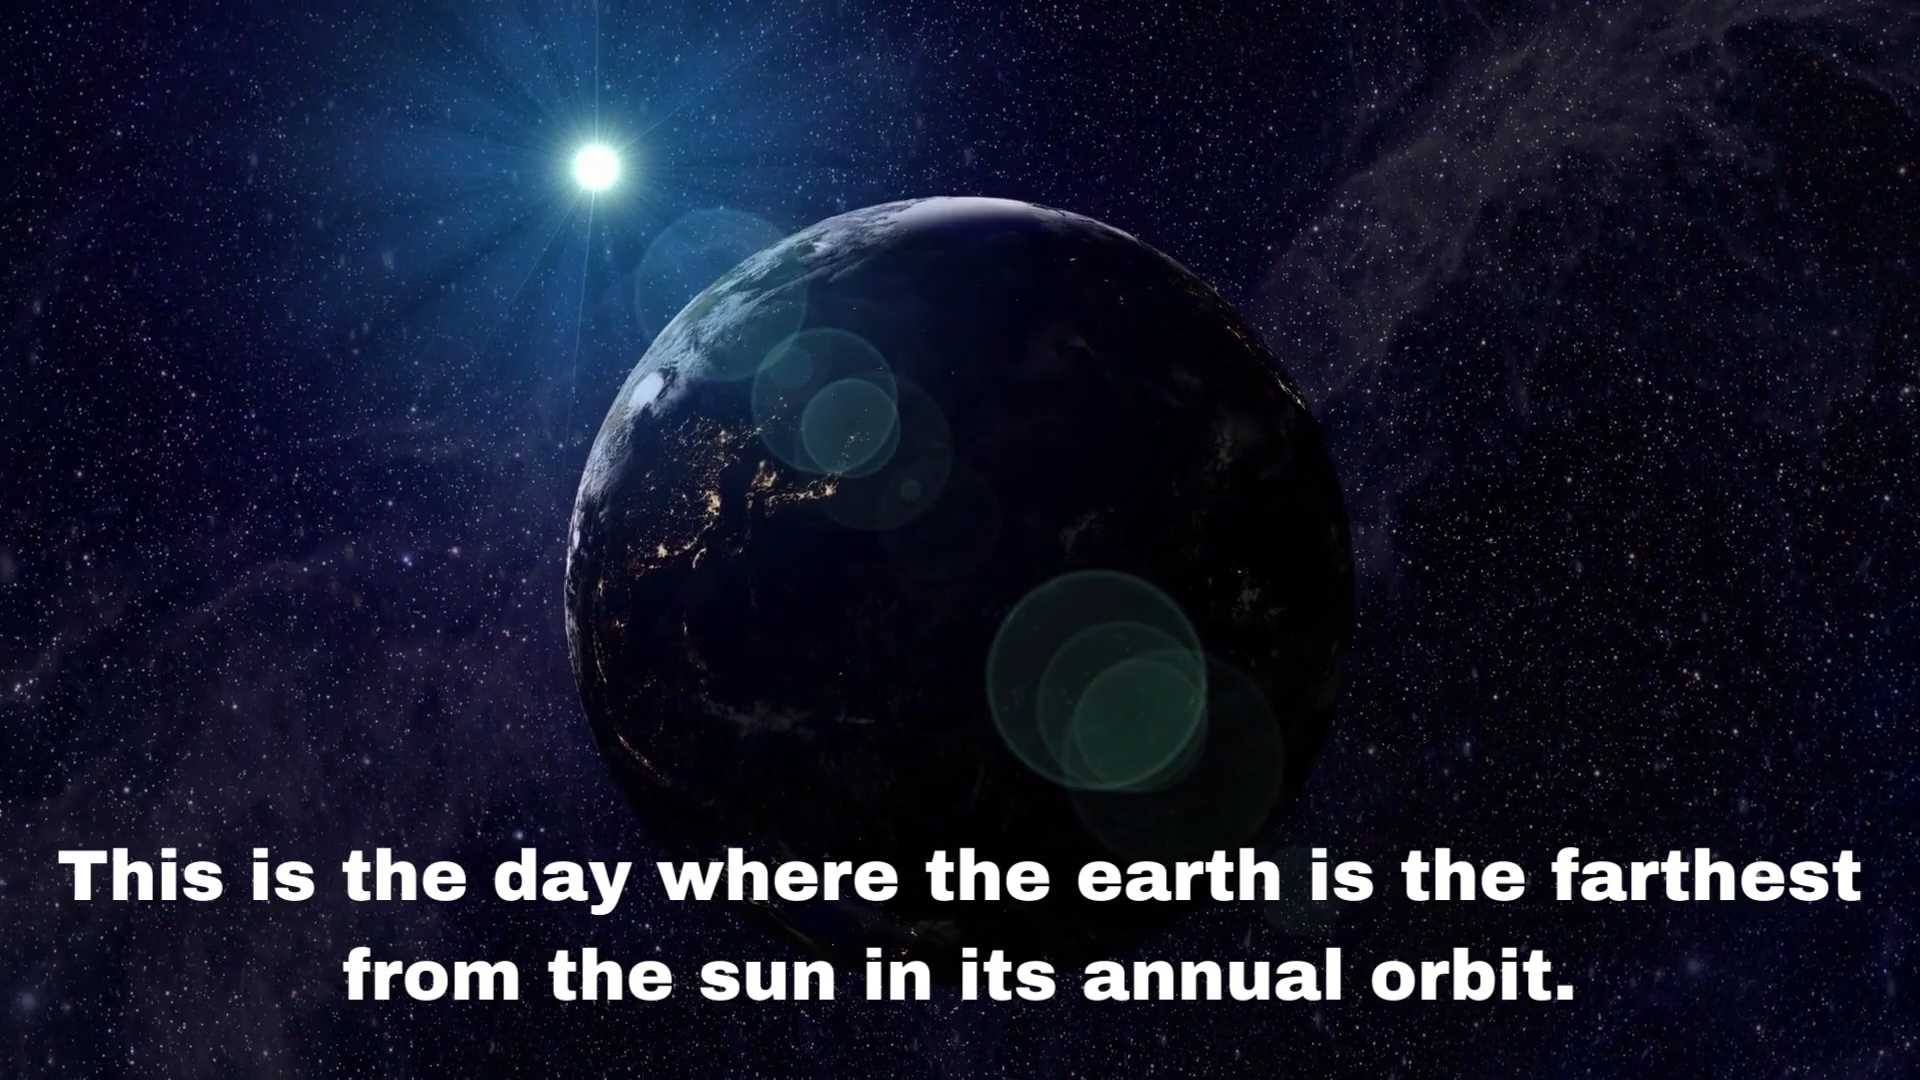 This is the day where the earth is the farthest
from the sun in its annual orbit.